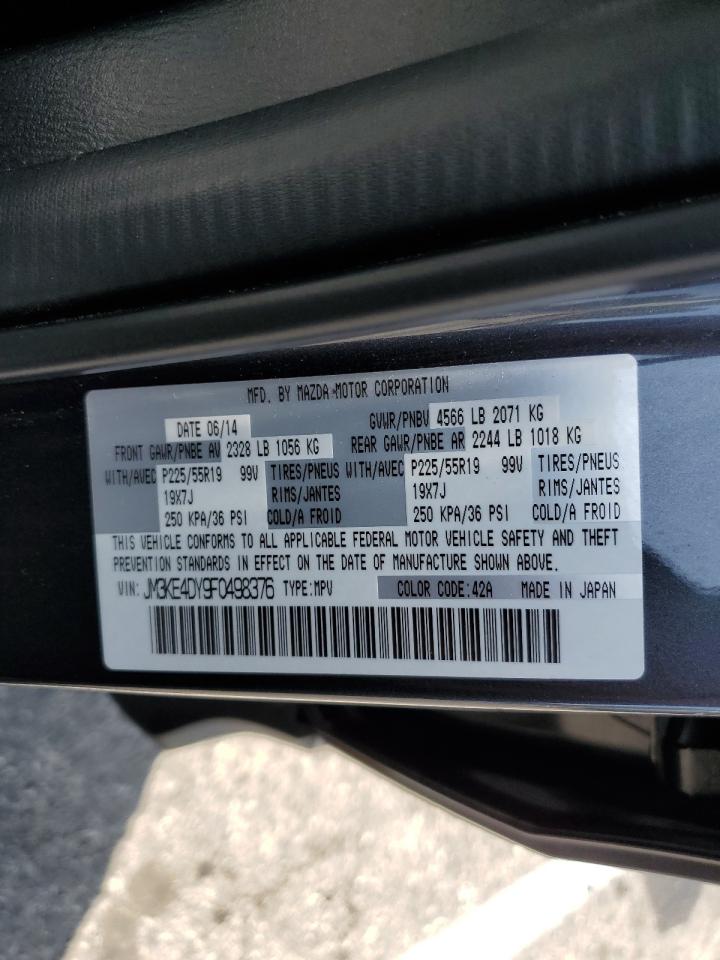 MFD. BY MAZDA MOTOR CORPORATION
DATE 06/14 GVWR/PNBV 4566 LB 2071 KG
FRONT GAWR/PNBE AV 2328 LB 1056 KG REAR GAWR/PNBE AR 2244 LB 1018 KG
WITH/AVEC P225/55R19 99V TIRES/PNEUS WITH/AVEC P225/55R19 99V TIRES/PNEUS
19X7J RIMS/JANTES 19X7J RIMS/JANTES
250 KPA/36 PSI COLD/A FROID 250 KPA/36 PSI COLD/A FROID
THIS VEHICLE CONFORMS TO ALL APPLICABLE FEDERAL MOTOR VEHICLE SAFETY AND THEFT
PREVENTION STANDARDS IN EFFECT ON THE DATE OF MANUFACTURE SHOWN ABOVE.
VIN: JM3KE4DY9F0498376 TYPE:MPV COLOR CODE:42A MADE IN JAPAN